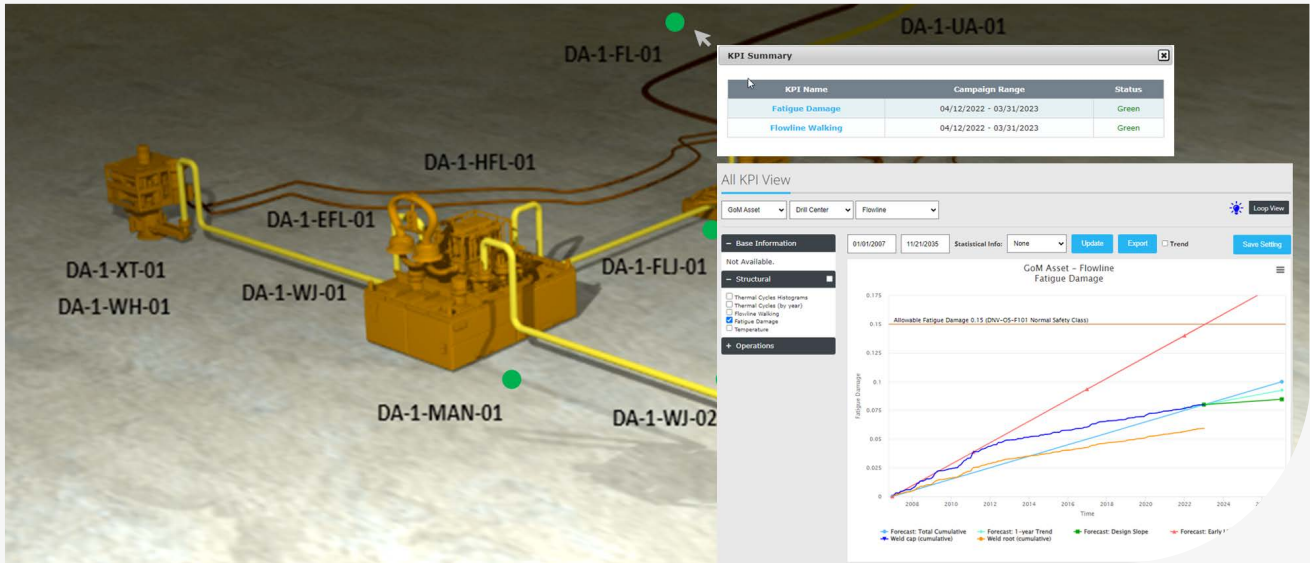 DA-1-UA-01
DA-1-FL-01
DA-1-HFL-01
DA-1-EFL-01
DA-1-FLJ-01
DA-1-XT-01
DA-1-WJ-01
DA-1-WH-01
DA-1-MAN-01
DA-1-WJ-02
KPI Summary
KPI Name Campaign Range Status
Fatigue Damage 04/12/2022 - 03/31/2023 Green
Flowline Walking 04/12/2022 - 03/31/2023 Green
All KPI View
GoM Asset Drill Center Flowline Loop View
01/01/2007 11/21/2035 Statistical Info: None Update Export Trend Save Setting
− Base Information
Not Available.
− Structural
Thermal Cycles Histograms
Thermal Cycles (by year)
Flowline Walking
Fatigue Damage
Temperature
+ Operations
GoM Asset – Flowline
Fatigue Damage
Allowable Fatigue Damage 0.15 (DNV-OS-F101 Normal Safety Class)
0.175
0.15
0.125
0.1
0.075
0.05
0.025
0
Fatigue Damage
2008 2010 2012 2014 2016 2018 2020 2022 2024
Time
Forecast: Total Cumulative Forecast: 1-year Trend Forecast: Design Slope Forecast: Early
Weld cap (cumulative) Weld root (cumulative)